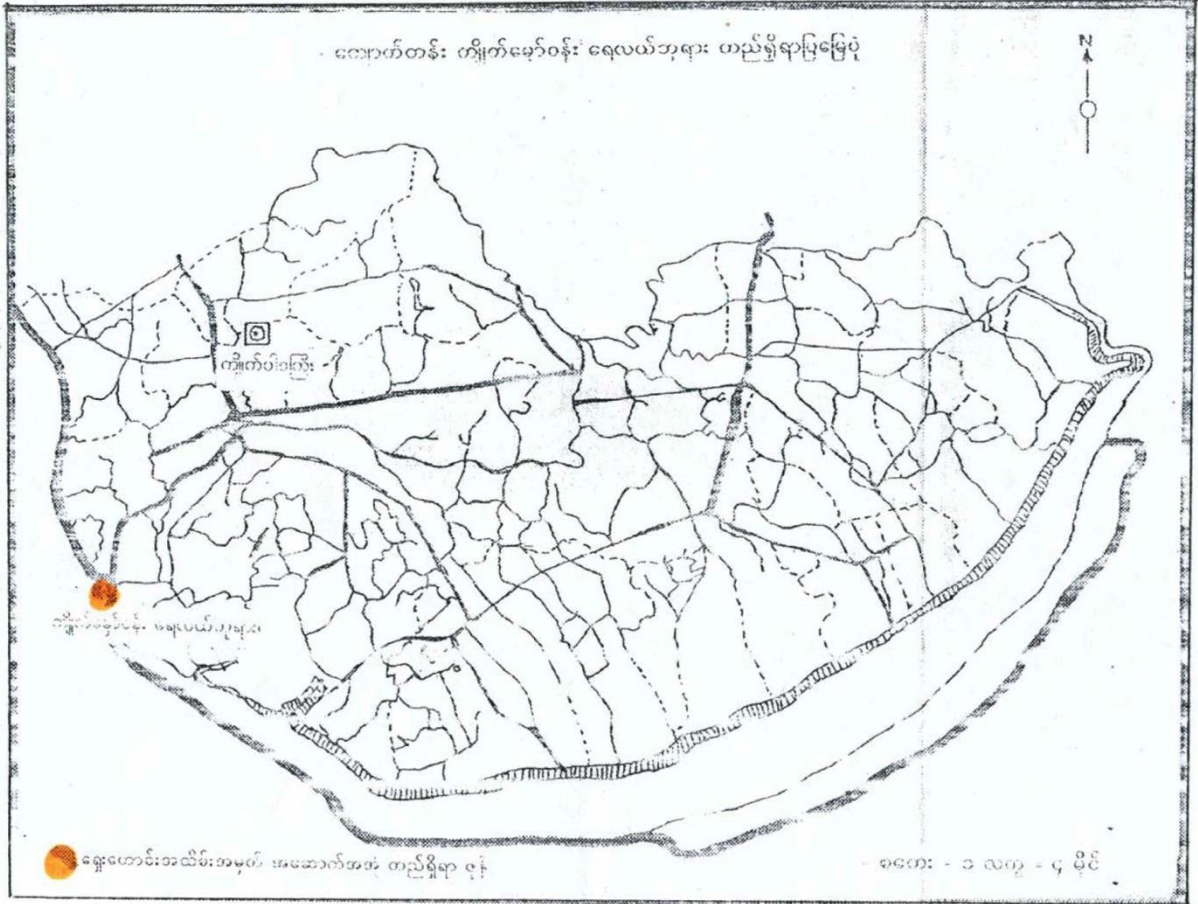 ကျောက်တန်း ကျိုက်မှော်ဝန်း ရေလယ်ဘုရား တည်ရှိရာပြမြေပုံ
N
ကျိုက်ပါဒကြီး
ကျိုက်မှော်ဝန်း ရေလယ်ဘုရား
ရှေးဟောင်းအထိမ်းအမှတ် အဆောက်အအုံ တည်ရှိရာ ဇုန်
စကေး - ၁ လက္မ - ၄ မိုင်